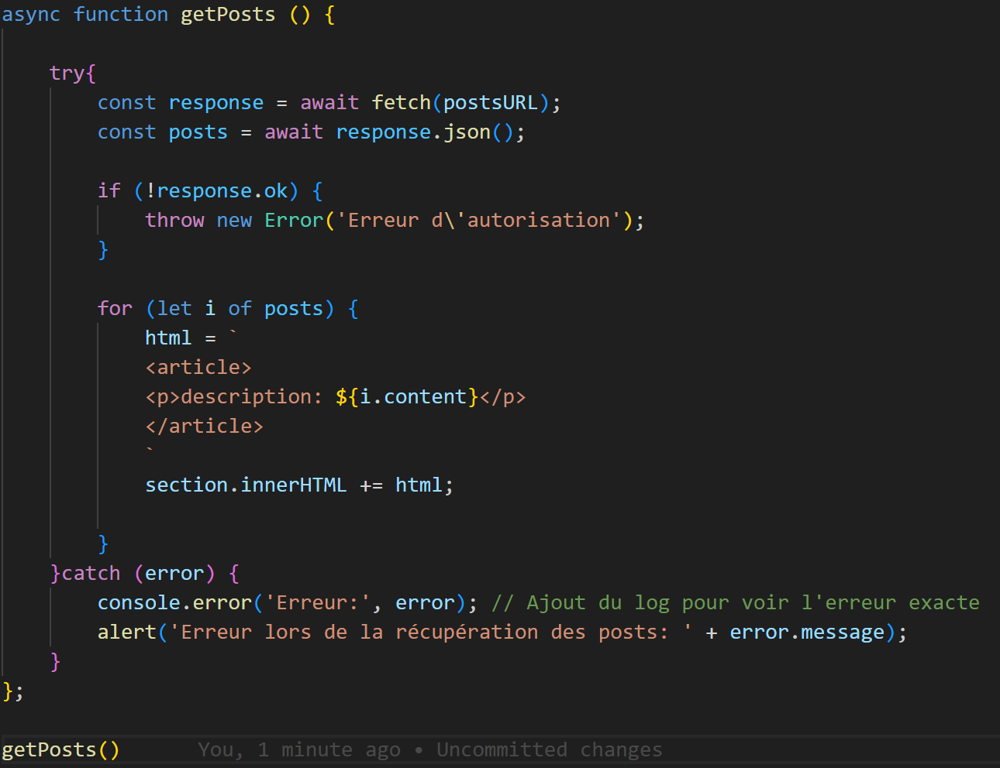 async function getPosts () {
try{
const response = await fetch(postsURL);
const posts = await response.json();
if (!response.ok) {
throw new Error('Erreur d\'autorisation');
}
for (let i of posts) {
html = `
<article>
<p>description: ${i.content}</p>
</article>
`
section.innerHTML += html;
}
}catch (error) {
console.error('Erreur:', error); // Ajout du log pour voir l'erreur exacte
alert('Erreur lors de la récupération des posts: ' + error.message);
}
};
getPosts() You, 1 minute ago • Uncommitted changes